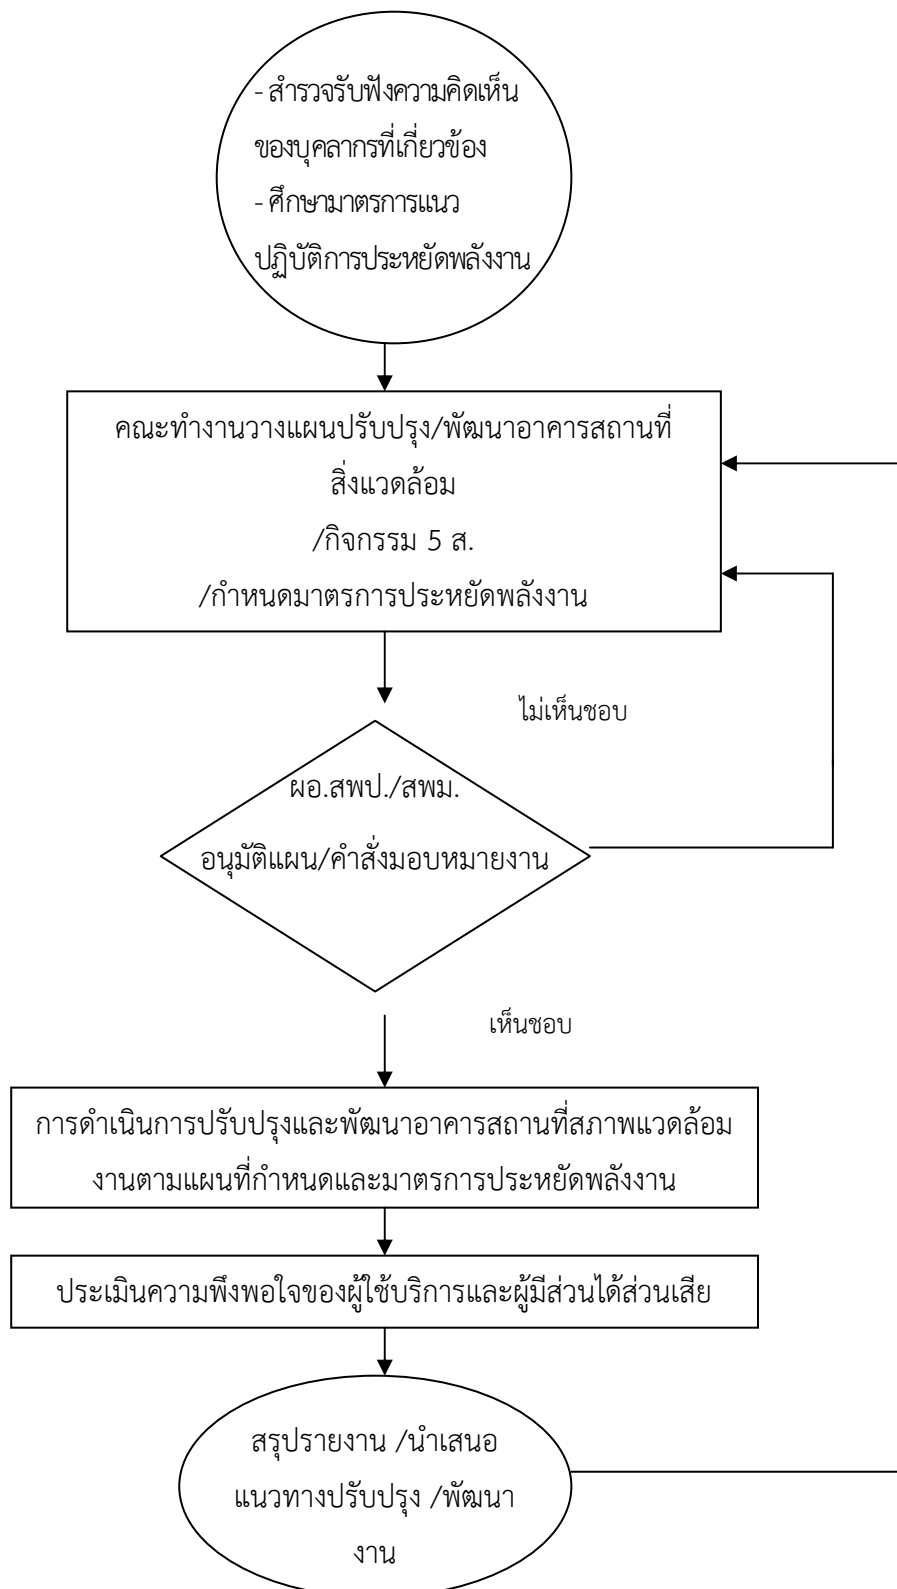 - สำรวจรับฟังความคิดเห็น
ของบุคลากรที่เกี่ยวข้อง
- ศึกษามาตรการแนว
ปฏิบัติการประหยัดพลังงาน
คณะทำงานวางแผนปรับปรุง/พัฒนาอาคารสถานที่
สิ่งแวดล้อม
/กิจกรรม 5 ส.
/กำหนดมาตรการประหยัดพลังงาน
ไม่เห็นชอบ
ผอ.สพป./สพม.
อนุมัติแผน/คำสั่งมอบหมายงาน
เห็นชอบ
การดำเนินการปรับปรุงและพัฒนาอาคารสถานที่สภาพแวดล้อม
งานตามแผนที่กำหนดและมาตรการประหยัดพลังงาน
ประเมินความพึงพอใจของผู้ใช้บริการและผู้มีส่วนได้ส่วนเสีย
สรุปรายงาน /นำเสนอ
แนวทางปรับปรุง /พัฒนา
งาน